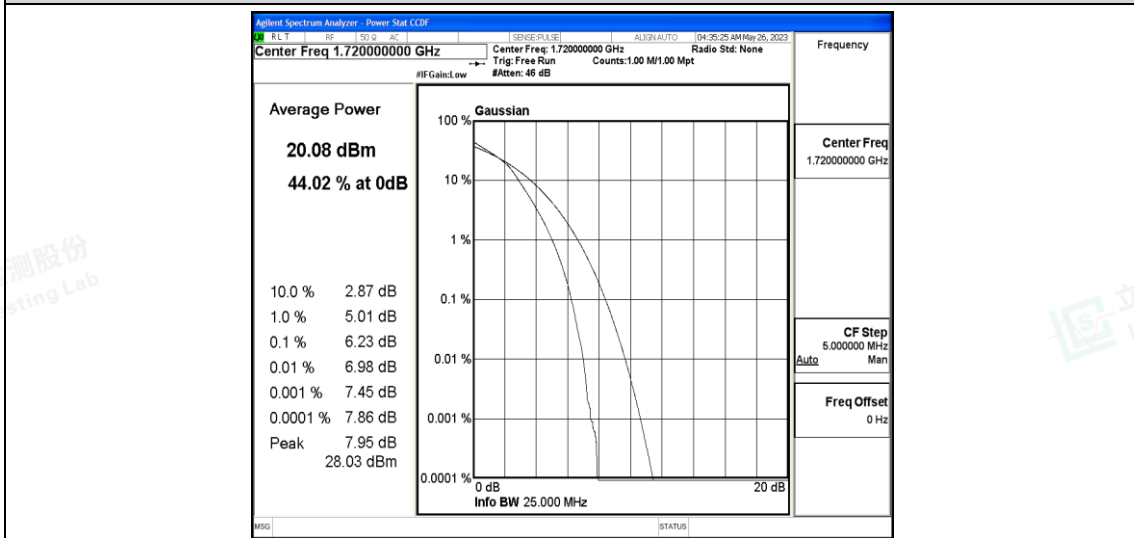 Agilent Spectrum Analyzer - Power Stat CCDF
LXI RLT RF 50 Ω AC SENSE:PULSE ALIGN AUTO 04:35:25 AM May 26, 2023
Center Freq 1.720000000 GHz
Center Freq: 1.720000000 GHz Radio Std: None
Trig: Free Run Counts:1.00 M/1.00 Mpt
#IFGain:Low #Atten: 46 dB
Frequency
Average Power
20.08 dBm
44.02 % at 0dB
10.0 % 2.87 dB
1.0 % 5.01 dB
0.1 % 6.23 dB
0.01 % 6.98 dB
0.001 % 7.45 dB
0.0001 % 7.86 dB
Peak 7.95 dB
28.03 dBm
Gaussian
100 %
10 %
1 %
0.1 %
0.01 %
0.001 %
0.0001 %
0 dB 20 dB
Info BW 25.000 MHz
Center Freq
1.720000000 GHz
CF Step
5.000000 MHz
Auto Man
Freq Offset
0 Hz
MSG STATUS
测股份
sting Lab
立